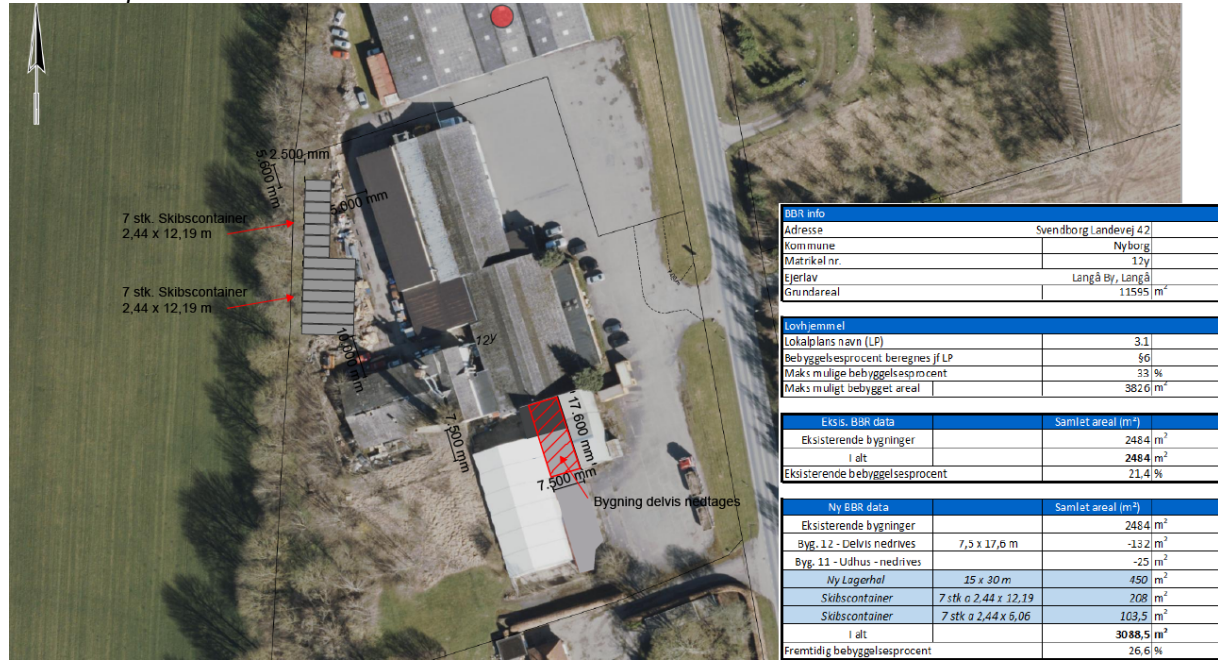 2.500 mm
5.600 mm
5.000 mm
7 stk. Skibscontainer
2,44 x 12,19 m
7 stk. Skibscontainer
2,44 x 12,19 m
10.000 mm
12y
7.500 mm
17.600 mm
7.500 mm
Bygning delvis nedtages
BBR info
Adresse Svendborg Landevej 42
Kommune Nyborg
Matrikel nr. 12y
Ejerlav Langå By, Langå
Grundareal 11595 m²
Lovhjemmel
Lokalplans navn (LP) 3.1
Bebyggelsesprocent beregnes jf LP §6
Maks mulige bebyggelsesprocent 33 %
Maks muligt bebygget areal 3826 m²
Eksis. BBR data Samlet areal (m²)
Eksisterende bygninger 2484 m²
I alt 2484 m²
Eksisterende bebyggelsesprocent 21,4 %
Ny BBR data Samlet areal (m²)
Eksisterende bygninger 2484 m²
Byg. 12 - Delvis nedrives 7,5 x 17,6 m -132 m²
Byg. 11 - Udhus - nedrives -25 m²
Ny Lagerhal 15 x 30 m 450 m²
Skibscontainer 7 stk a 2,44 x 12,19 208 m²
Skibscontainer 7 stk a 2,44 x 6,06 103,5 m²
I alt 3088,5 m²
Fremtidig bebyggelsesprocent 26,6 %